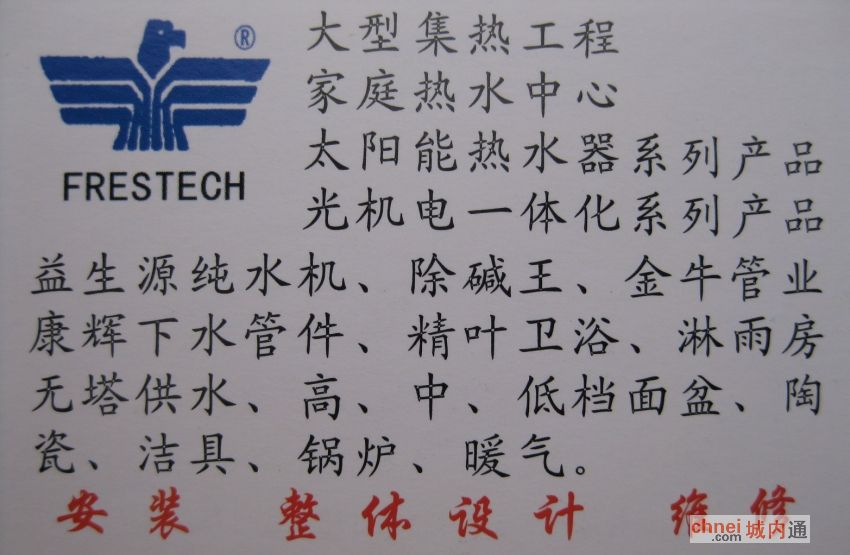 ®
FRESTECH
大型集热工程
家庭热水中心
太阳能热水器系列产品
光机电一体化系列产品
益生源纯水机、除碱王、金牛管业
康辉下水管件、精叶卫浴、淋雨房
无塔供水、高、中、低档面盆、陶
瓷、洁具、锅炉、暖气。
安装 整体设计 维修
chnei.com城内通